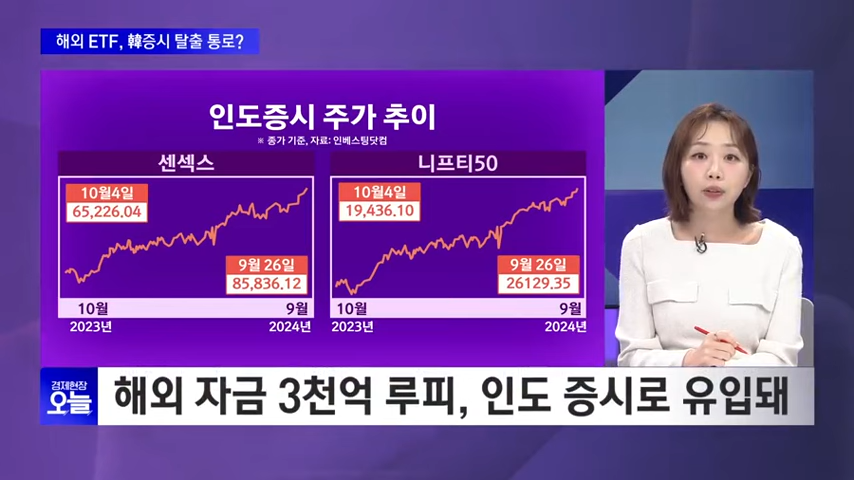 해외 ETF, 韓증시 탈출 통로?
인도증시 주가 추이
※ 종가 기준, 자료: 인베스팅닷컴
센섹스
10월4일
65,226.04
9월 26일
85,836.12
10월 9월
2023년 2024년
니프티50
10월4일
19,436.10
9월 26일
26129.35
10월 9월
2023년 2024년
경제현장
오늘
해외 자금 3천억 루피, 인도 증시로 유입돼